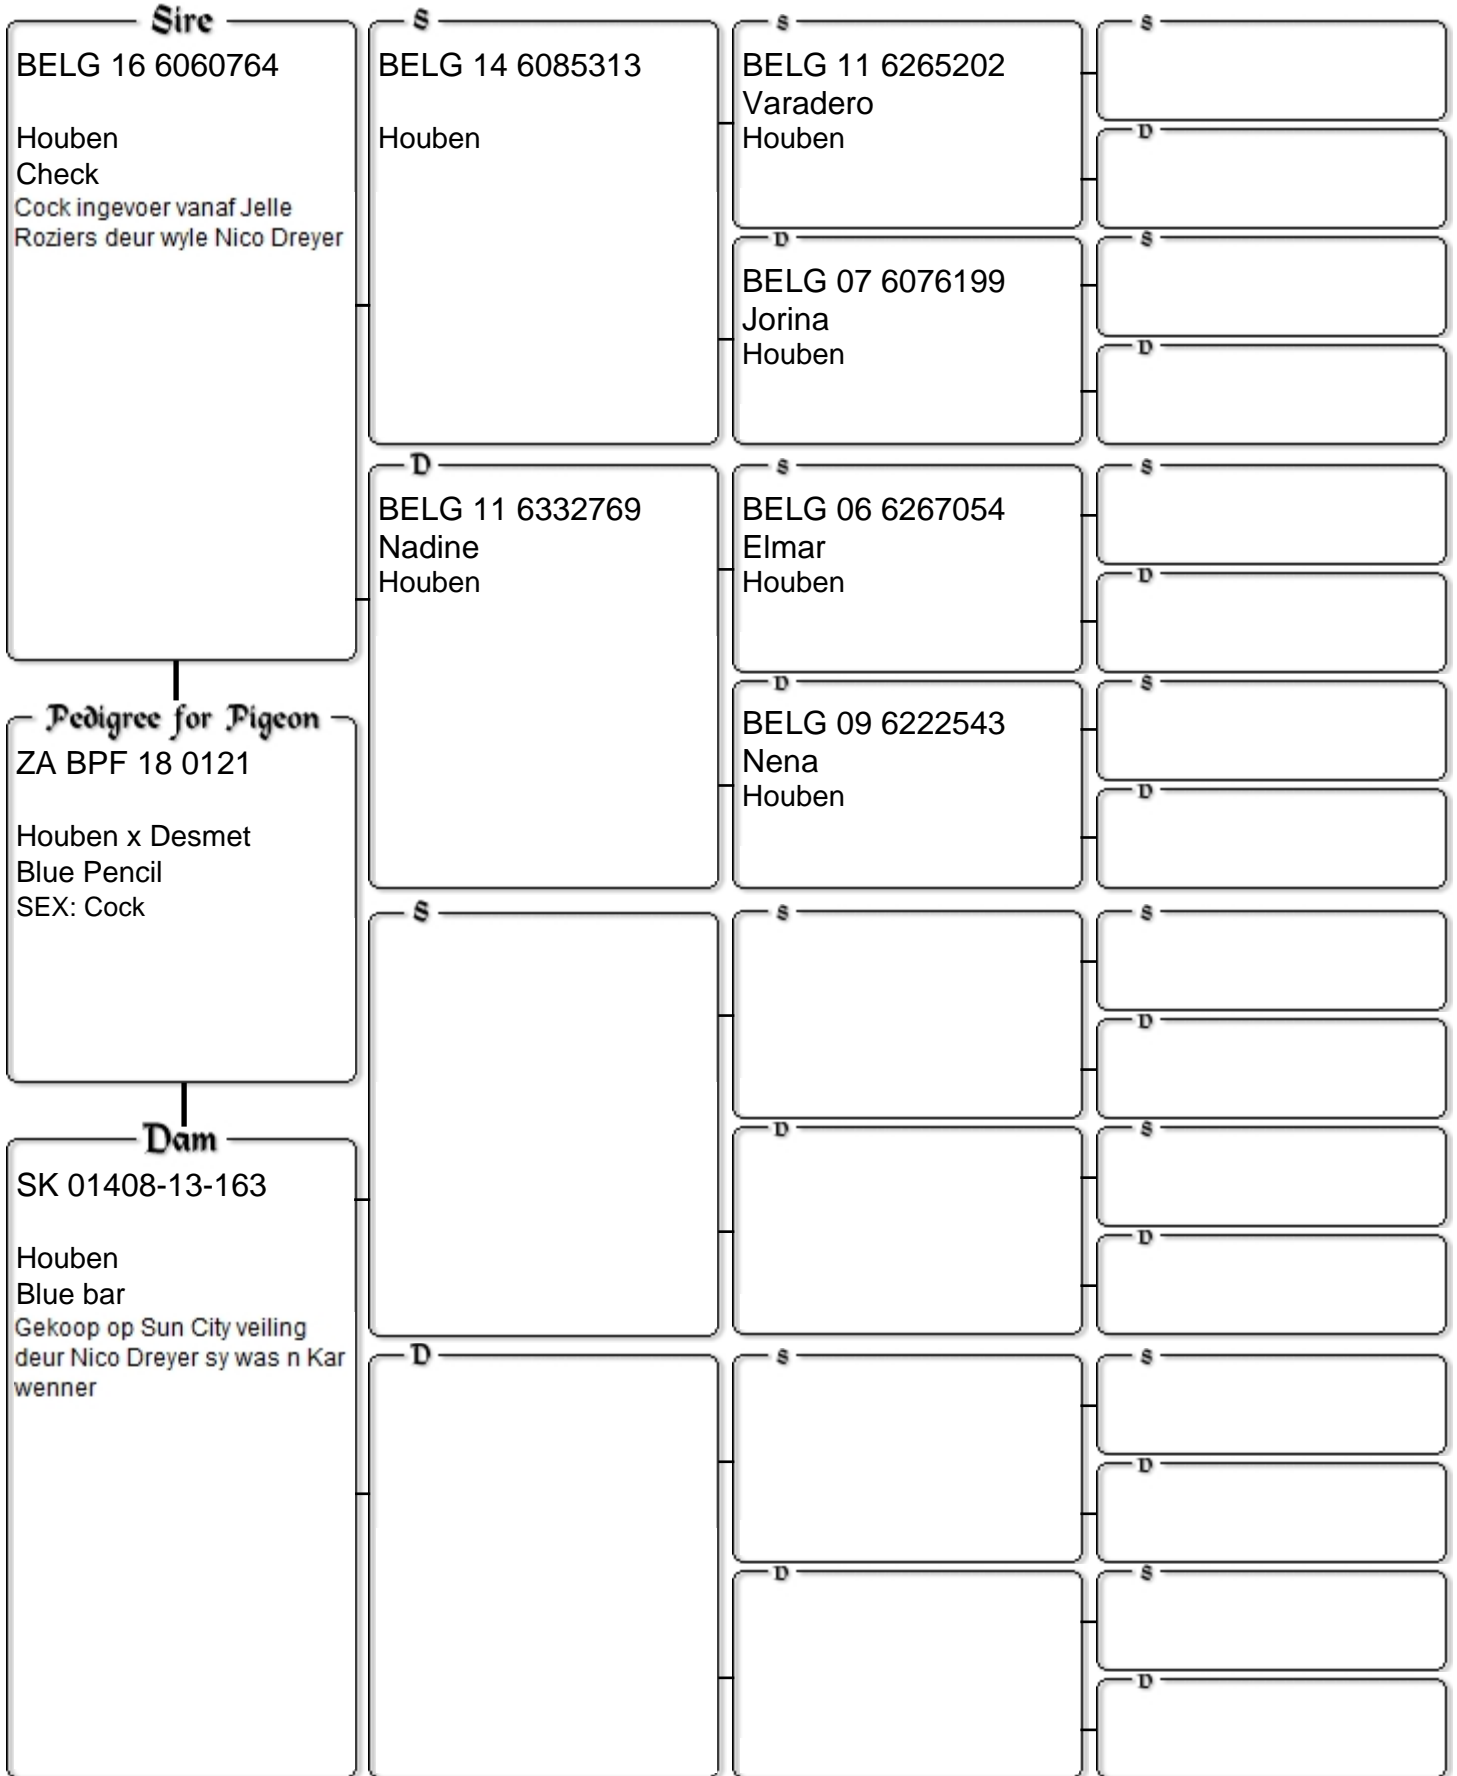 Sire
BELG 16 6060764
Houben
Check
Cock ingevoer vanaf Jelle
Roziers deur wyle Nico Dreyer
Pedigree for Pigeon
ZA BPF 18 0121
Houben x Desmet
Blue Pencil
SEX: Cock
Dam
SK 01408-13-163
Houben
Blue bar
Gekoop op Sun City veiling
deur Nico Dreyer sy was n Kar
wenner
S
BELG 14 6085313
Houben
D
BELG 11 6332769
Nadine
Houben
S
D
S
BELG 11 6265202
Varadero
Houben
D
BELG 07 6076199
Jorina
Houben
S
BELG 06 6267054
Elmar
Houben
D
BELG 09 6222543
Nena
Houben
S
D
S
D
S
D
S
D
S
D
S
D
S
D
S
D
S
D
S
D